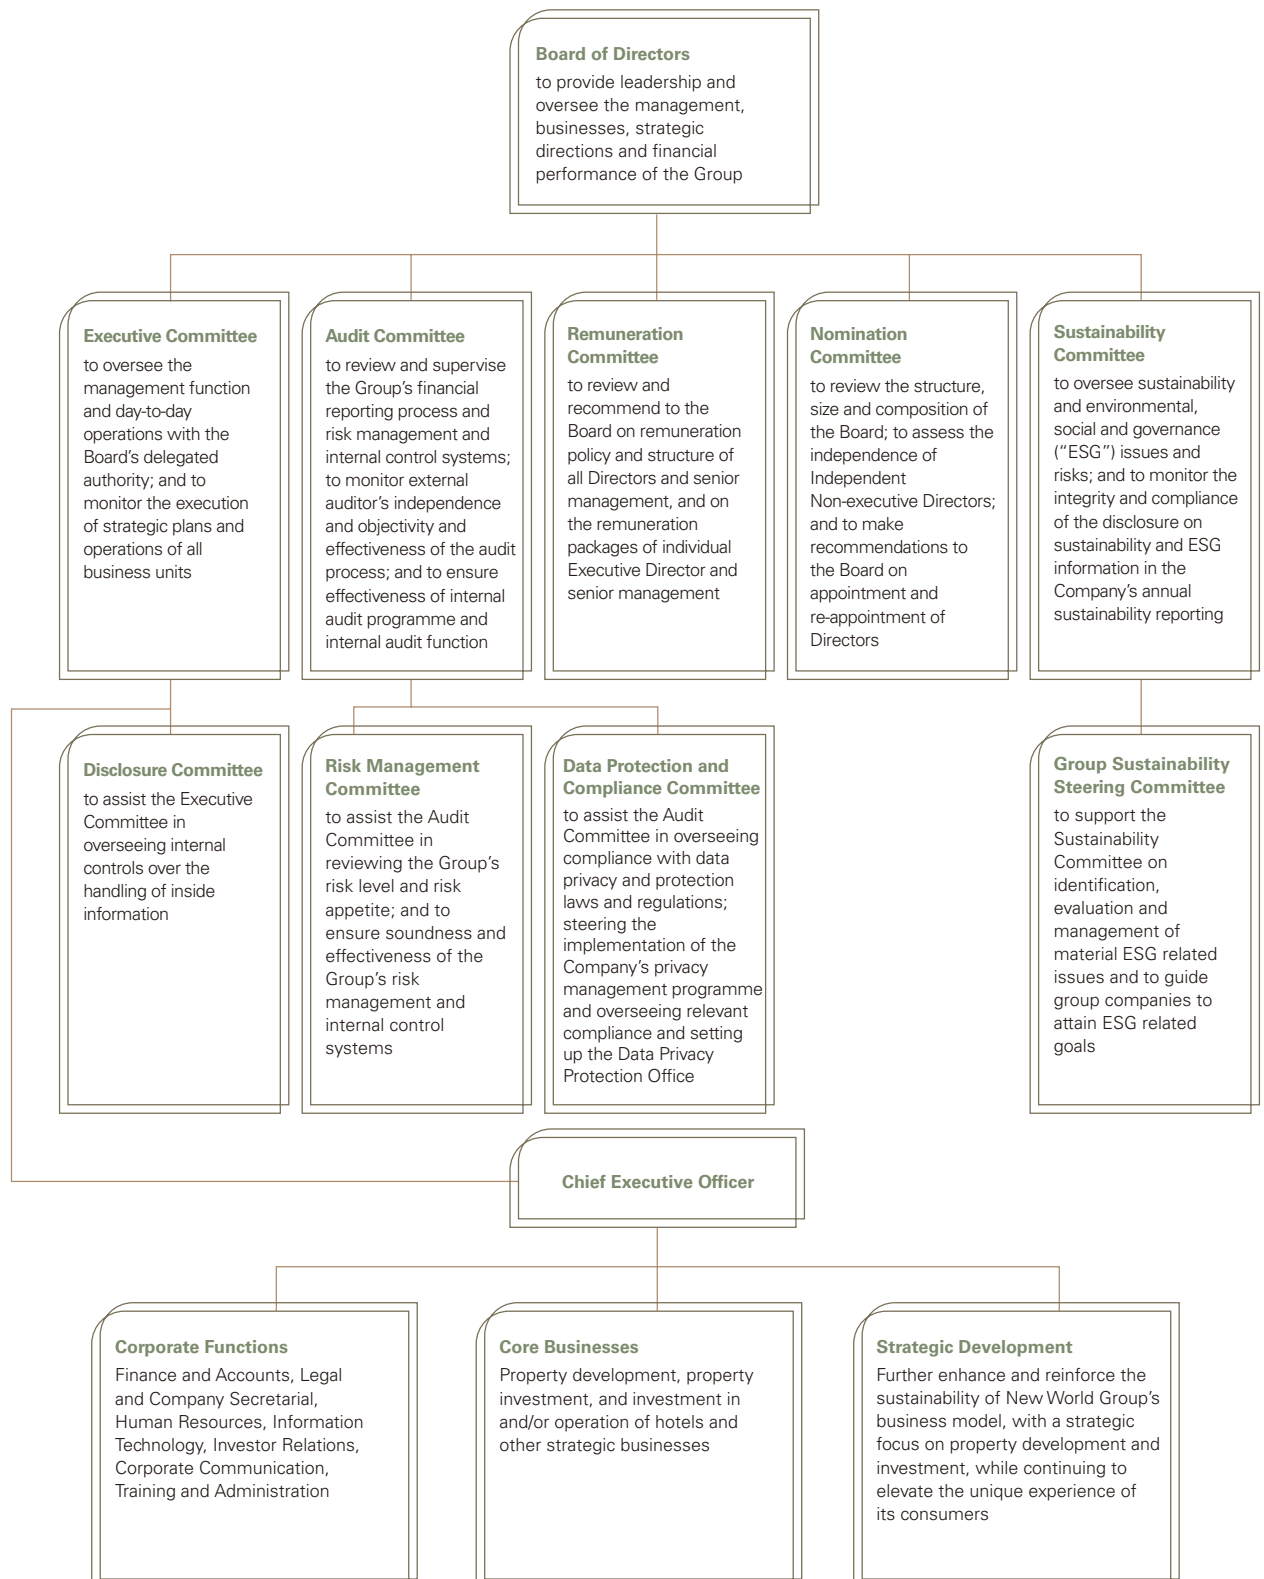 Board of Directors
to provide leadership and
oversee the management,
businesses, strategic
directions and financial
performance of the Group
Executive Committee
to oversee the
management function
and day-to-day
operations with the
Board's delegated
authority; and to
monitor the execution
of strategic plans and
operations of all
business units
Audit Committee
to review and supervise
the Group's financial
reporting process and
risk management and
internal control systems;
to monitor external
auditor's independence
and objectivity and
effectiveness of the audit
process; and to ensure
effectiveness of internal
audit programme and
internal audit function
Remuneration
Committee
to review and
recommend to the
Board on remuneration
policy and structure of
all Directors and senior
management, and on
the remuneration
packages of individual
Executive Director and
senior management
Nomination
Committee
to review the structure,
size and composition of
the Board; to assess the
independence of
Independent
Non-executive Directors;
and to make
recommendations to
the Board on
appointment and
re-appointment of
Directors
Sustainability
Committee
to oversee sustainability
and environmental,
social and governance
("ESG") issues and
risks; and to monitor the
integrity and compliance
of the disclosure on
sustainability and ESG
information in the
Company's annual
sustainability reporting
Disclosure Committee
to assist the Executive
Committee in
overseeing internal
controls over the
handling of inside
information
Risk Management
Committee
to assist the Audit
Committee in
reviewing the Group's
risk level and risk
appetite; and to
ensure soundness and
effectiveness of the
Group's risk
management and
internal control
systems
Data Protection and
Compliance Committee
to assist the Audit
Committee in overseeing
compliance with data
privacy and protection
laws and regulations;
steering the
implementation of the
Company's privacy
management programme
and overseeing relevant
compliance and setting
up the Data Privacy
Protection Office
Group Sustainability
Steering Committee
to support the
Sustainability
Committee on
identification,
evaluation and
management of
material ESG related
issues and to guide
group companies to
attain ESG related
goals
Chief Executive Officer
Corporate Functions
Finance and Accounts, Legal
and Company Secretarial,
Human Resources, Information
Technology, Investor Relations,
Corporate Communication,
Training and Administration
Core Businesses
Property development, property
investment, and investment in
and/or operation of hotels and
other strategic businesses
Strategic Development
Further enhance and reinforce the
sustainability of New World Group's
business model, with a strategic
focus on property development and
investment, while continuing to
elevate the unique experience of
its consumers